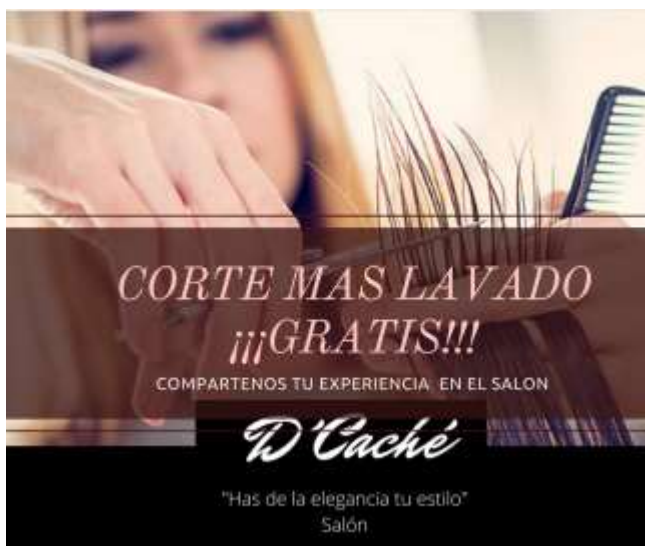 CORTE MAS LAVADO
¡¡¡GRATIS!!!
COMPARTENOS TU EXPERIENCIA EN EL SALON
D'Caché
"Has de la elegancia tu estilo"
Salón